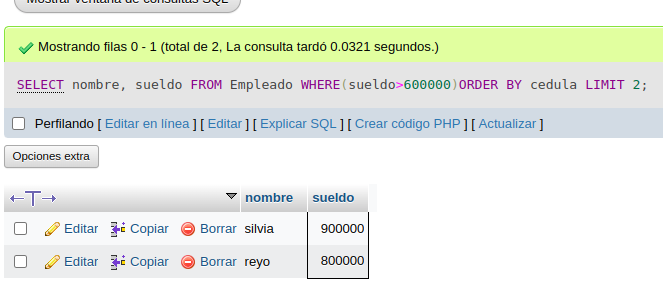 Mostrar ventana de consultas SQL
Mostrando filas 0 - 1 (total de 2, La consulta tardó 0.0321 segundos.)
SELECT nombre, sueldo FROM Empleado WHERE(sueldo>600000)ORDER BY cedula LIMIT 2;
Perfilando [ Editar en línea ] [ Editar ] [ Explicar SQL ] [ Crear código PHP ] [ Actualizar ]
Opciones extra
nombre sueldo
Editar Copiar Borrar silvia 900000
Editar Copiar Borrar reyo 800000